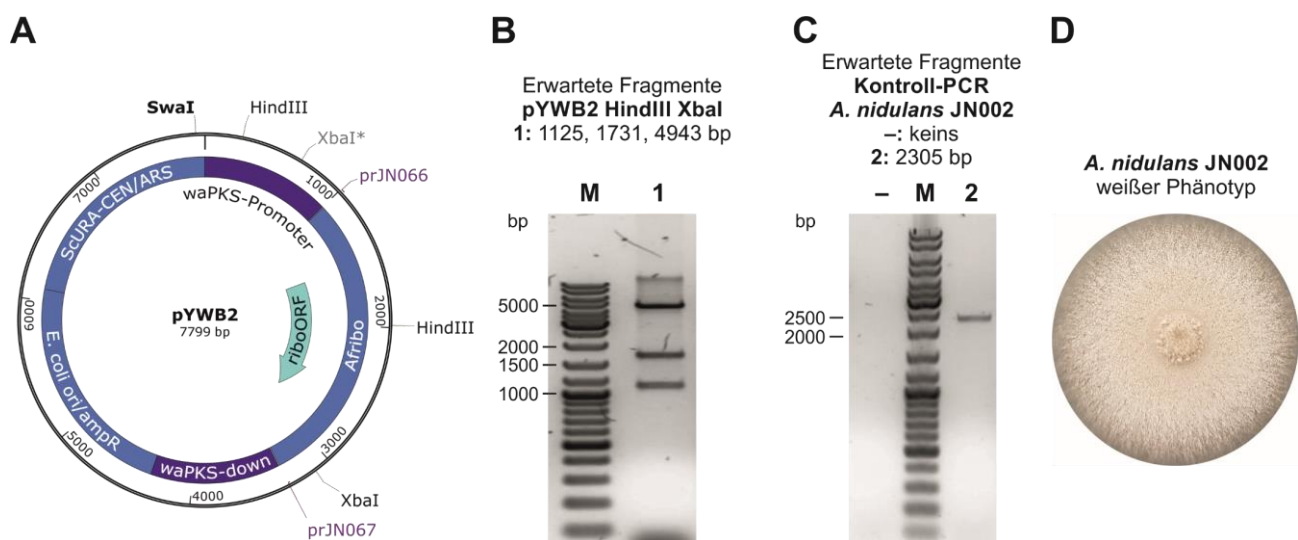 A
SwaI
HindIII
XbaI*
prJN066
1000
waPKS-Promoter
2000
HindIII
Afribo
riboORF
pYWB2
7799 bp
3000
XbaI
prJN067
waPKS-down
4000
5000
E. coli ori/ampR
6000
ScURA-CEN/ARS
7000
B
Erwartete Fragmente
pYWB2 HindIII XbaI
1: 1125, 1731, 4943 bp
bp
M
1
5000
2000
1500
1000
C
Erwartete Fragmente
Kontroll-PCR
A. nidulans JN002
–: keins
2: 2305 bp
bp
–
M
2
2500
2000
D
A. nidulans JN002
weißer Phänotyp